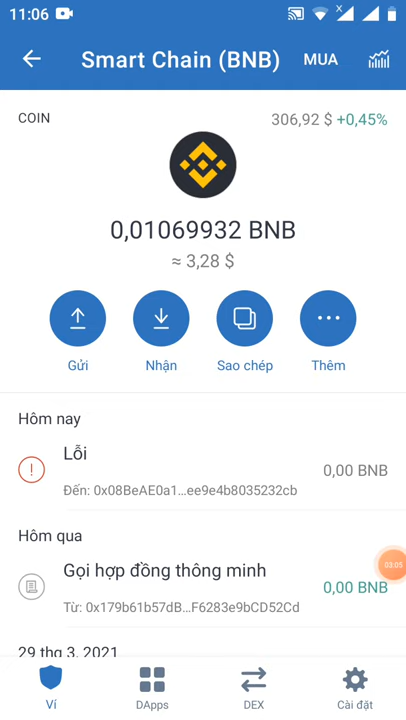 11:06
Smart Chain (BNB) MUA
COIN 306,92 $ +0,45%
0,01069932 BNB
≈ 3,28 $
Gửi Nhận Sao chép Thêm
Hôm nay
Lỗi
0,00 BNB
Đến: 0x08BeAE0a1...ee9e4b8035232cb
Hôm qua
Gọi hợp đồng thông minh
0,00 BNB
03:05
Từ: 0x179b61b57dB...F6283e9bCD52Cd
29 thg 3, 2021
Ví DApps DEX Cài đặt